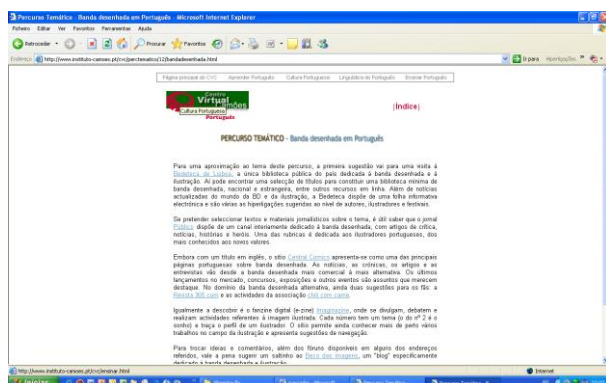 Percurso Temático - Banda desenhada em Português - Microsoft Internet Explorer
Ficheiro Editar Ver Favoritos Ferramentas Ajuda
Retroceder Procurar Favoritos
Endereço http://www.instituto-camoes.pt/cvc/perctematico/12/bandadesenhada.html Ir para Hiperligações
Página principal do CVC Aprender Português Cultura Portuguesa Linguística do Português Ensinar Português
Centro
Virtual
Camões
Cultura Portuguesa
Português
|Índice|
PERCURSO TEMÁTICO - Banda desenhada em Português
Para uma aproximação ao tema deste percurso, a primeira sugestão vai para uma visita à
Bedeteca de Lisboa, a única biblioteca pública do país dedicada à banda desenhada e à
ilustração. Aí pode encontrar uma selecção de títulos para constituir uma biblioteca mínima de
banda desenhada, nacional e estrangeira, entre outros recursos em linha. Além de notícias
actualizadas do mundo da BD e da ilustração, a Bedeteca dispõe de uma folha informativa
electrónica e são várias as hiperligações sugeridas ao nível de autores, ilustradores e festivais.
Se pretender seleccionar textos e materiais jornalísticos sobre o tema, é útil saber que o jornal
Público dispõe de um canal inteiramente dedicado à banda desenhada, com artigos de crítica,
notícias, histórias e heróis. Uma das rubricas é dedicada aos ilustradores portugueses, dos
mais conhecidos aos novos valores.
Embora com um título em inglês, o sítio Central Comics apresenta-se como uma das principais
páginas portuguesas sobre banda desenhada. As notícias, as crónicas, os artigos e as
entrevistas vão desde a banda desenhada mais comercial à mais alternativa. Os últimos
lançamentos no mercado, concursos, exposições e outros eventos são assuntos que merecem
destaque. No domínio da banda desenhada alternativa, ainda duas sugestões para os fãs: a
Revista 365.com e as actividades da associação chili com carne.
Igualmente a descobrir é o fanzine digital (e-zine) Imaginazine, onde se divulgam, debatem e
realizam actividades referentes à imagem ilustrada. Cada número tem um tema (o do nº 2 é o
sonho) e traça o perfil de um ilustrador. O sítio permite ainda conhecer mais de perto vários
trabalhos no campo da ilustração e apresenta sugestões de navegação.
Para trocar ideias e comentários, além dos fóruns disponíveis em alguns dos endereços
referidos, vale a pena sugerir um saltinho ao Beco das imagens, um "blog" especificamente
dedicado à banda desenhada e ilustração.
http://www.instituto-camoes.pt/cvc/ensinar.html Internet
Iniciar